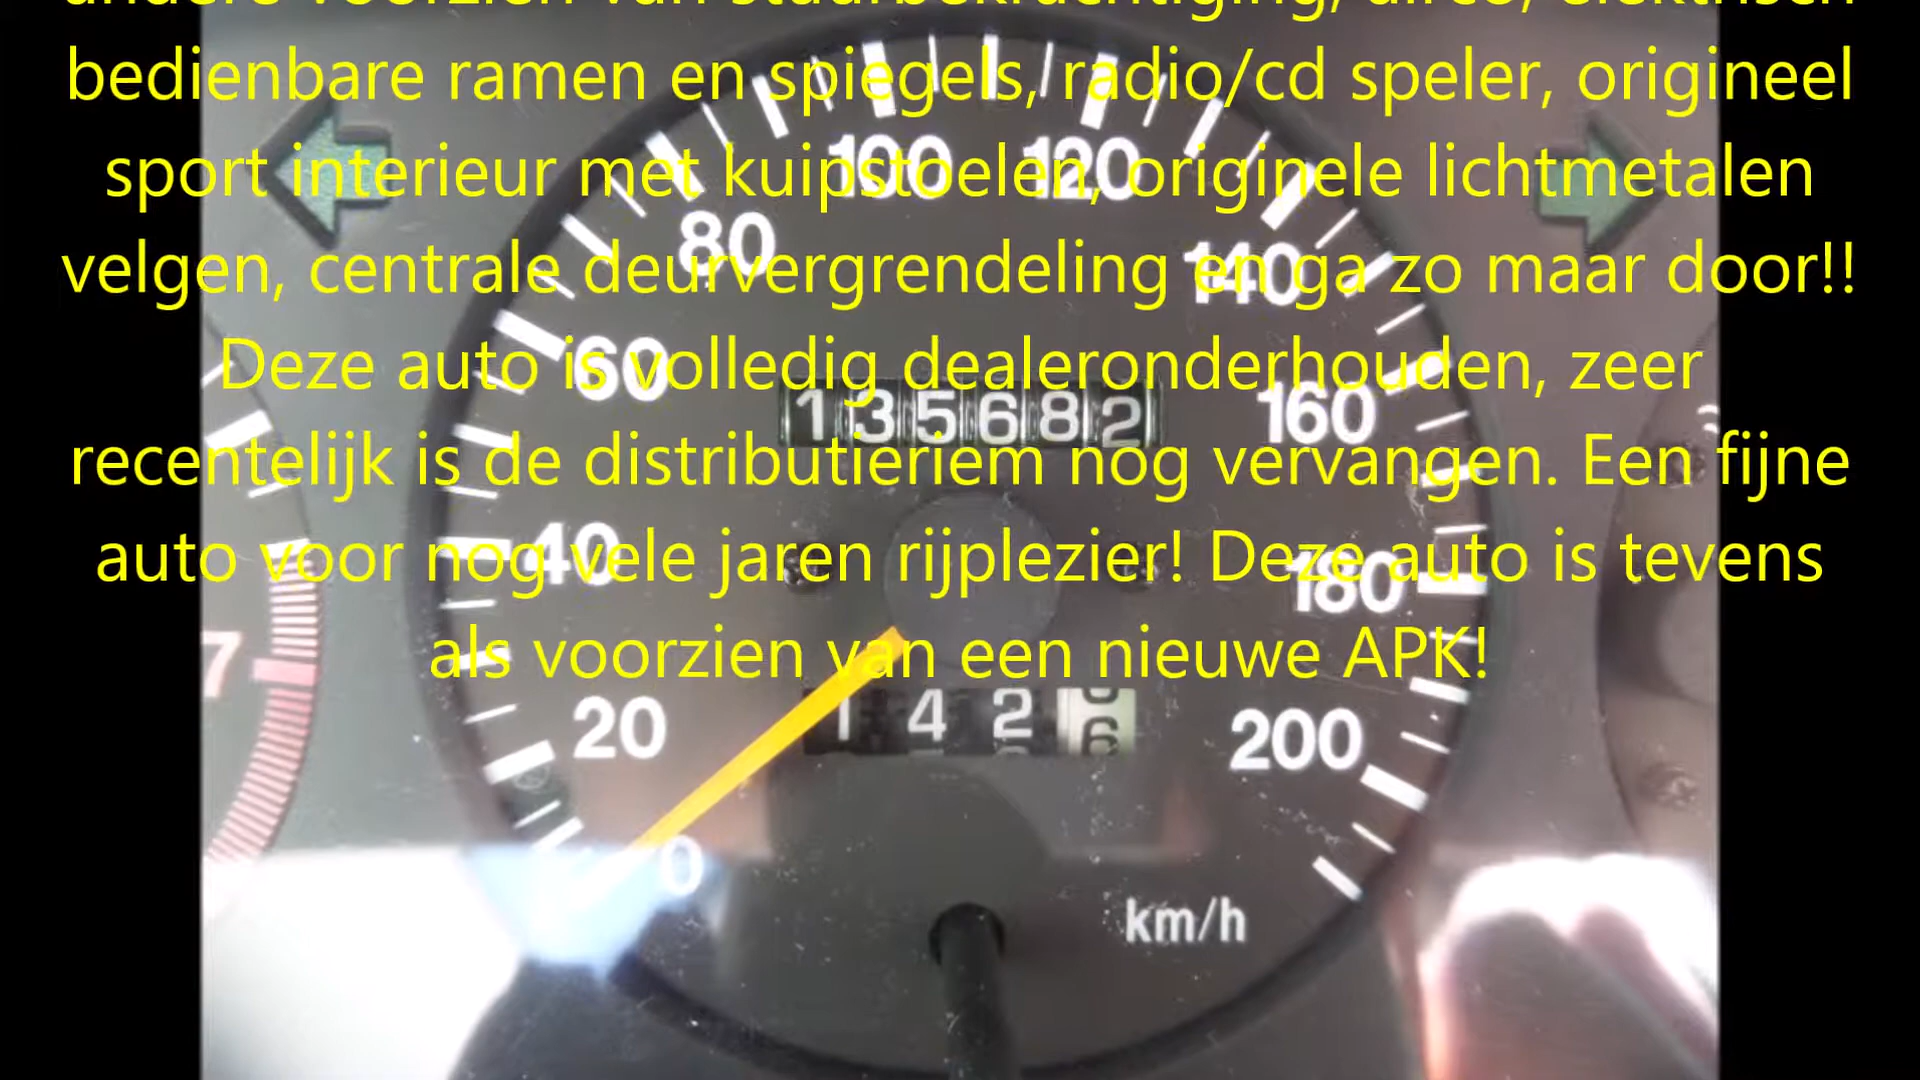 bedienbare ramen en spiegels, radio/cd speler, origineel
sport interieur met kuipstoelen, originele lichtmetalen
velgen, centrale deurvergrendeling en ga zo maar door!!
Deze auto is volledig dealeronderhouden, zeer
recentelijk is de distributieriem nog vervangen. Een fijne
auto voor nog vele jaren rijplezier! Deze auto is tevens
als voorzien van een nieuwe APK!
0
20
40
60
80
100
120
140
160
180
200
135682
142
km/h
7